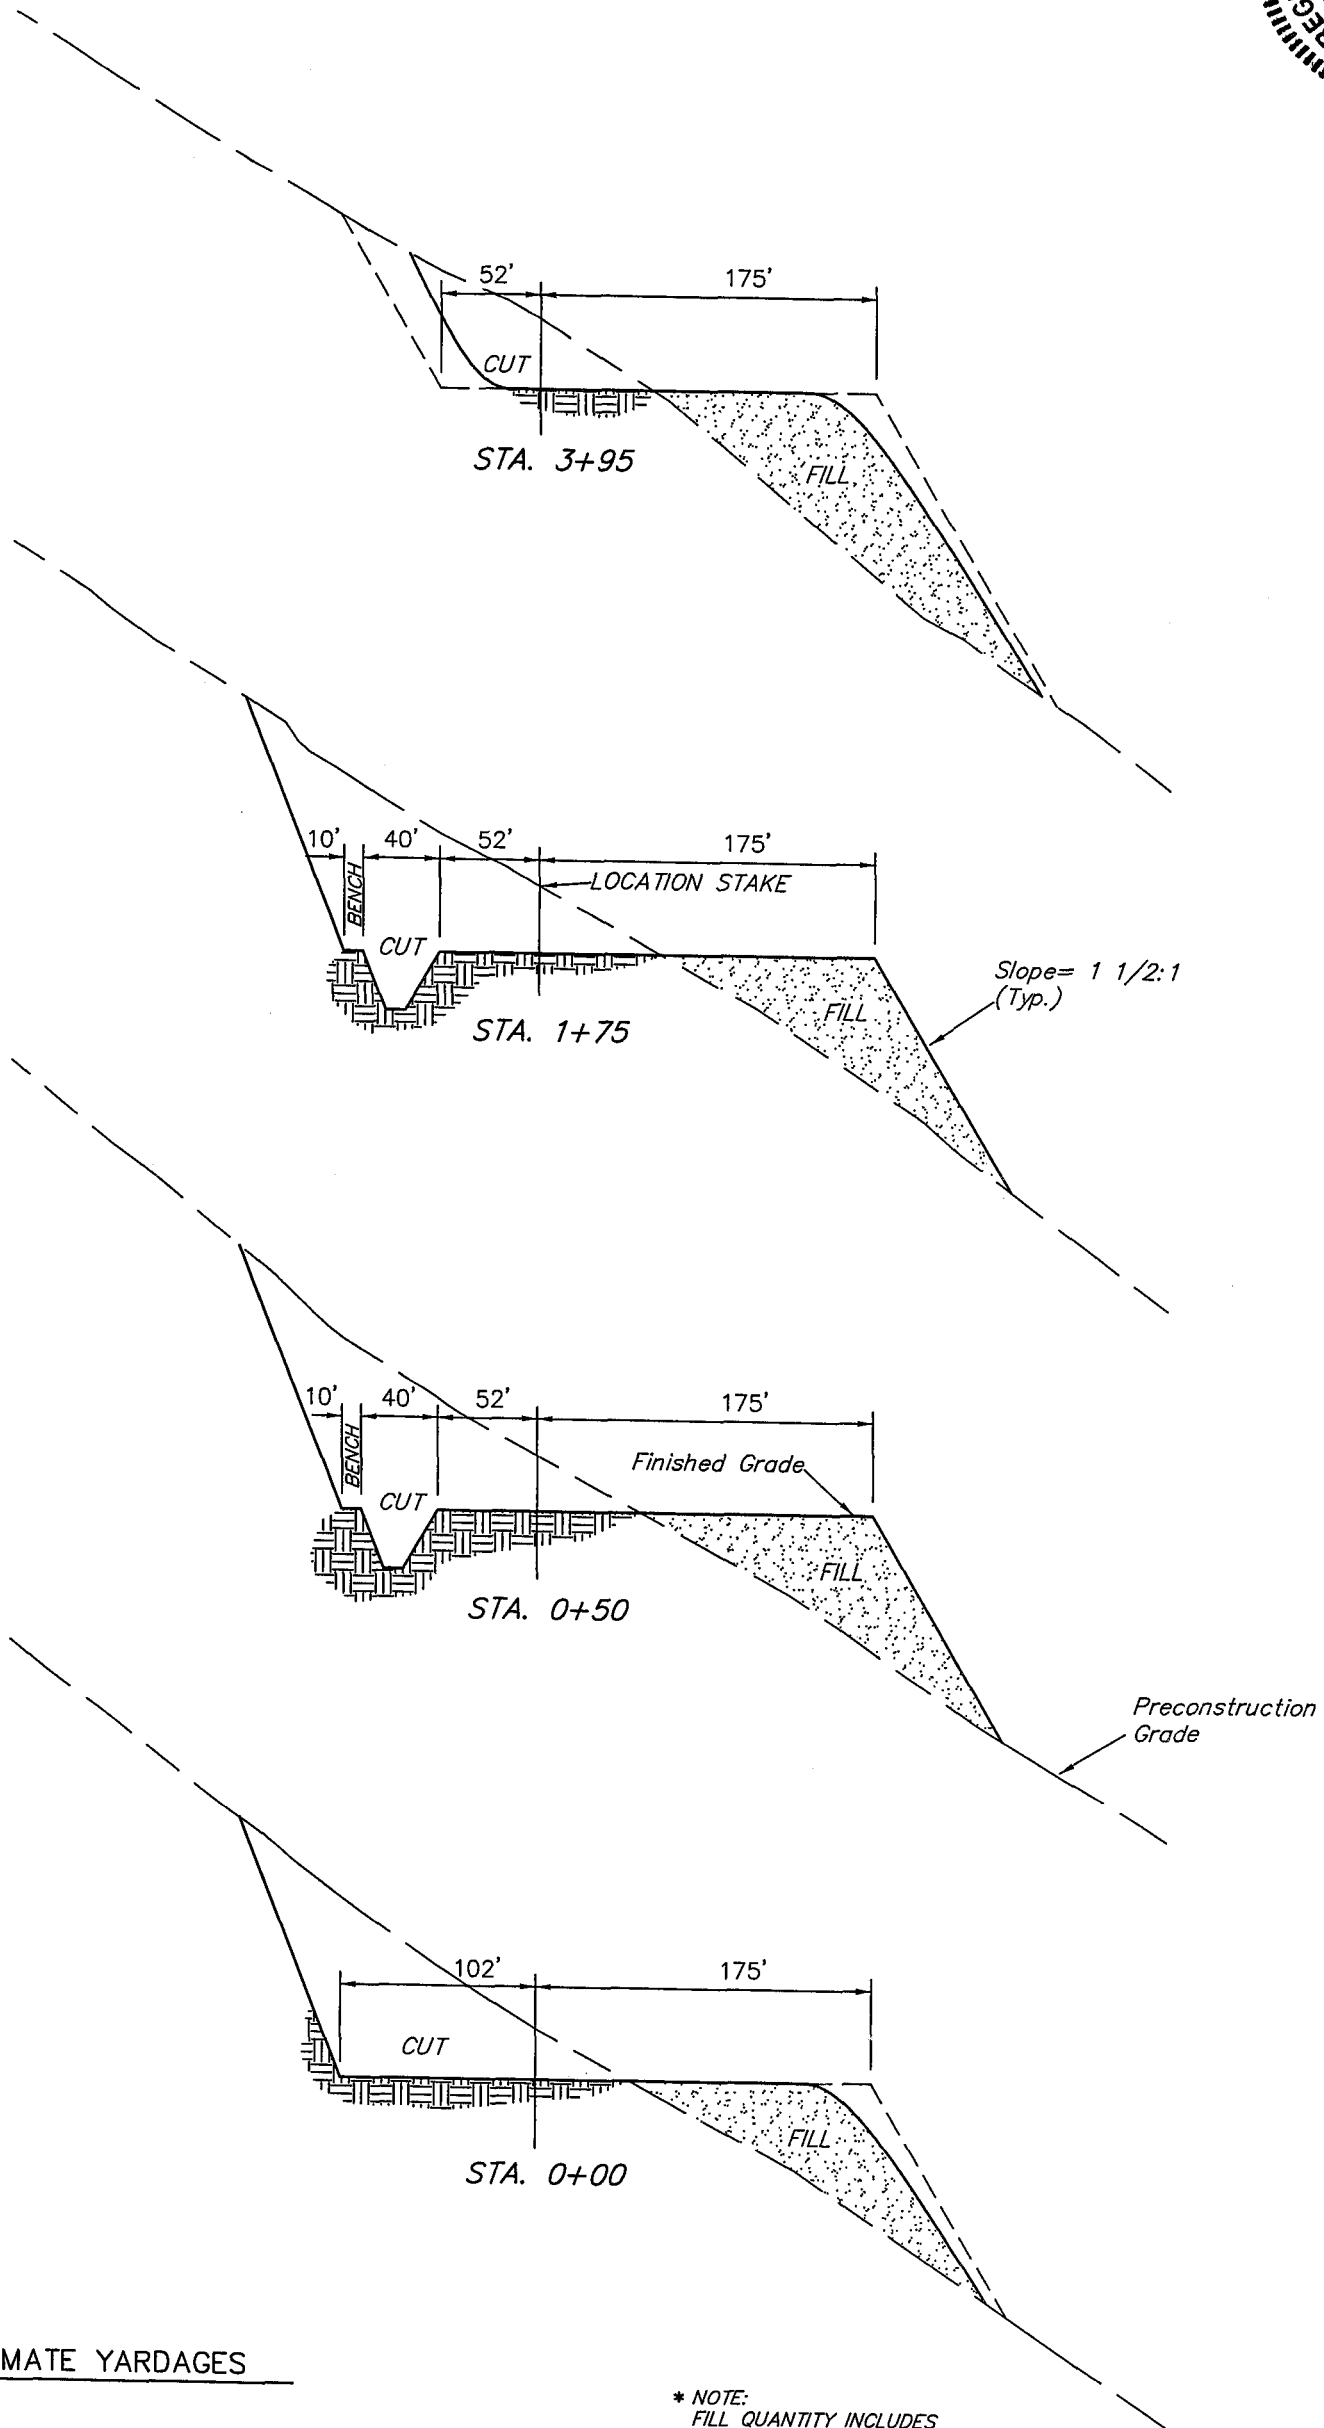 52' 175'
CUT
FILL
STA. 3+95
10' 40' 52' 175'
BENCH
LOCATION STAKE
CUT
Slope= 1 1/2:1
(Typ.)
FILL
STA. 1+75
10' 40' 52' 175'
BENCH
Finished Grade
CUT
FILL
STA. 0+50
Preconstruction
Grade
102' 175'
CUT
FILL
STA. 0+00
MATE YARDAGES
* NOTE:
FILL QUANTITY INCLUDES